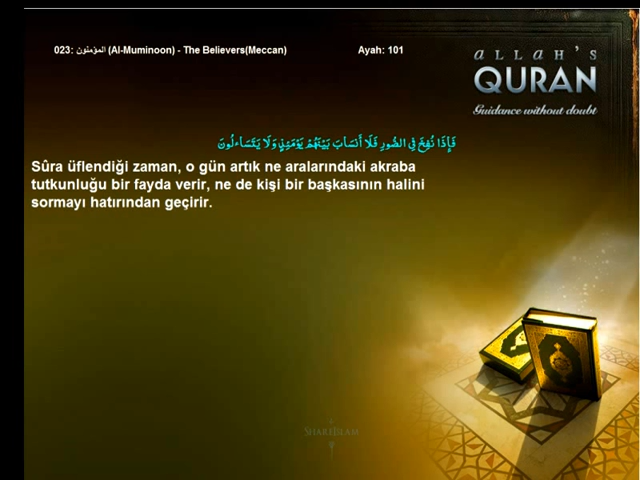 023: المؤمنون (Al-Muminoon) - The Believers(Meccan) Ayah: 101
ALLAH'S
QURAN
Guidance without doubt
فَإِذَا نُفِخَ فِي الصُّورِ فَلَا أَنسَابَ بَيْنَهُمْ يَوْمَئِذٍ وَلَا يَتَسَاءلُونَ
Sûra üflendiği zaman, o gün artık ne aralarındaki akraba
tutkunluğu bir fayda verir, ne de kişi bir başkasının halini
sormayı hatırından geçirir.
SHAREISLAM